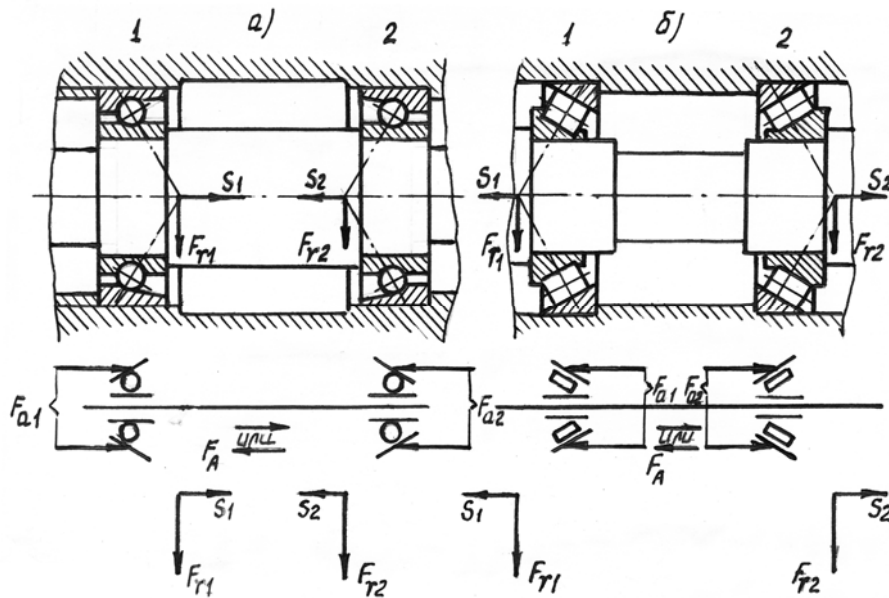 1 а) 2 1 б) 2
S1 S2 S1 S2
Fr1 Fr2 Fr1 Fr2
Fa1 или FA Fa2 Fa1 Fa2 или FA
S1 S2 S1 S2
Fr1 Fr2 Fr1 Fr2